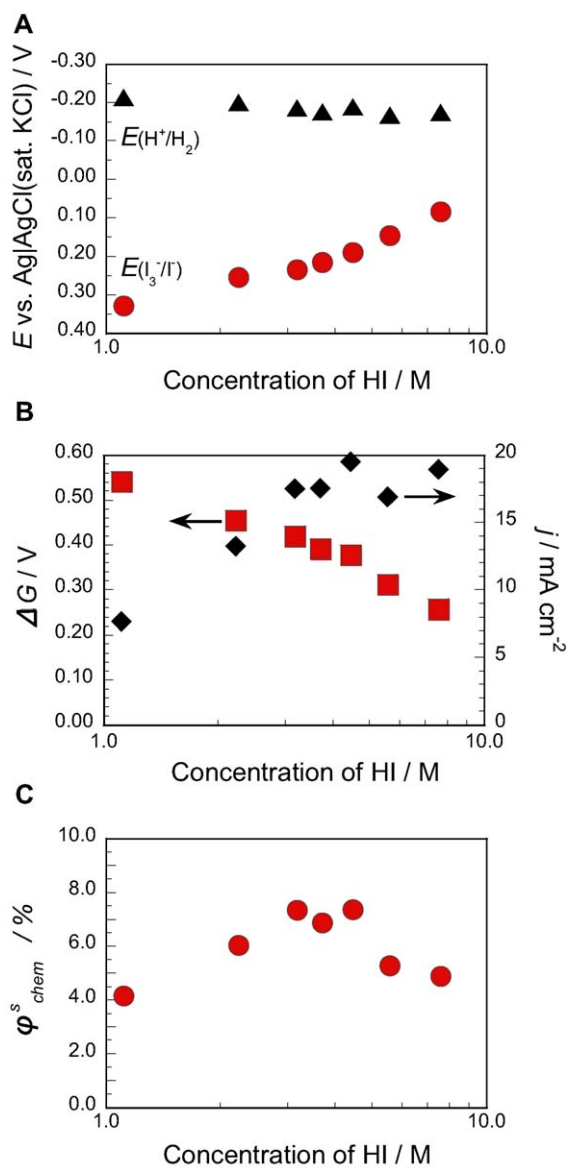 A
E vs. Ag|AgCl(sat. KCl) / V
-0.30
-0.20
-0.10
0.00
0.10
0.20
0.30
0.40
E(H⁺/H₂)
E(I₃⁻/I⁻)
1.0 10.0
Concentration of HI / M
B
ΔG / V
0.60
0.50
0.40
0.30
0.20
0.10
0.00
20
15
10
5
0
j / mA cm⁻²
1.0 10.0
Concentration of HI / M
C
φˢchem / %
10.0
8.0
6.0
4.0
2.0
0.0
1.0 10.0
Concentration of HI / M